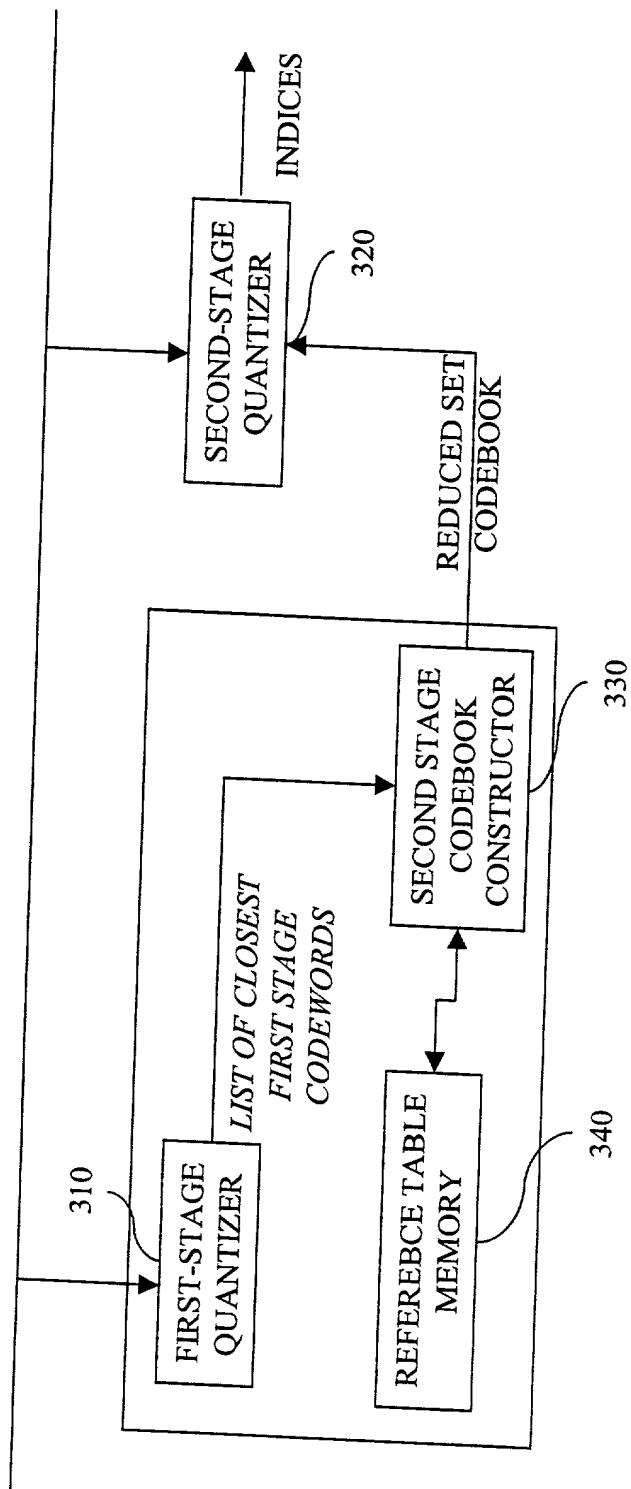 310
FIRST-STAGE
QUANTIZER
LIST OF CLOSEST
FIRST STAGE
CODEWORDS
REFEREBCE TABLE
MEMORY
340
SECOND STAGE
CODEBOOK
CONSTRUCTOR
330
REDUCED SET
CODEBOOK
SECOND-STAGE
QUANTIZER
320
INDICES